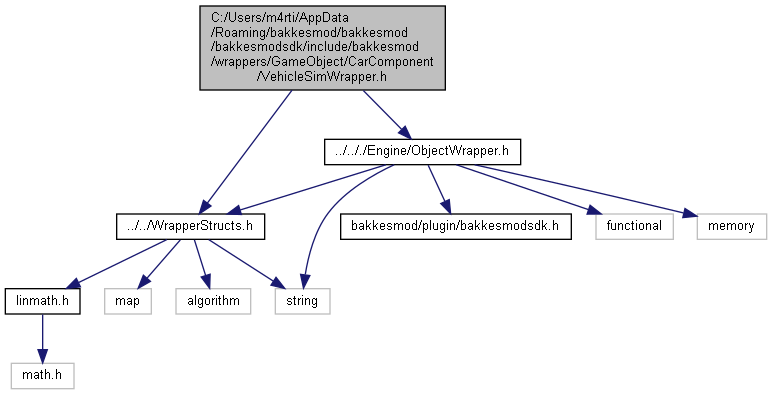 C:/Users/m4rti/AppData
/Roaming/bakkesmod/bakkesmod
/bakkesmodsdk/include/bakkesmod
/wrappers/GameObject/CarComponent
/VehicleSimWrapper.h
../.././Engine/ObjectWrapper.h
../../WrapperStructs.h
bakkesmod/plugin/bakkesmodsdk.h
functional
memory
linmath.h
map
algorithm
string
math.h